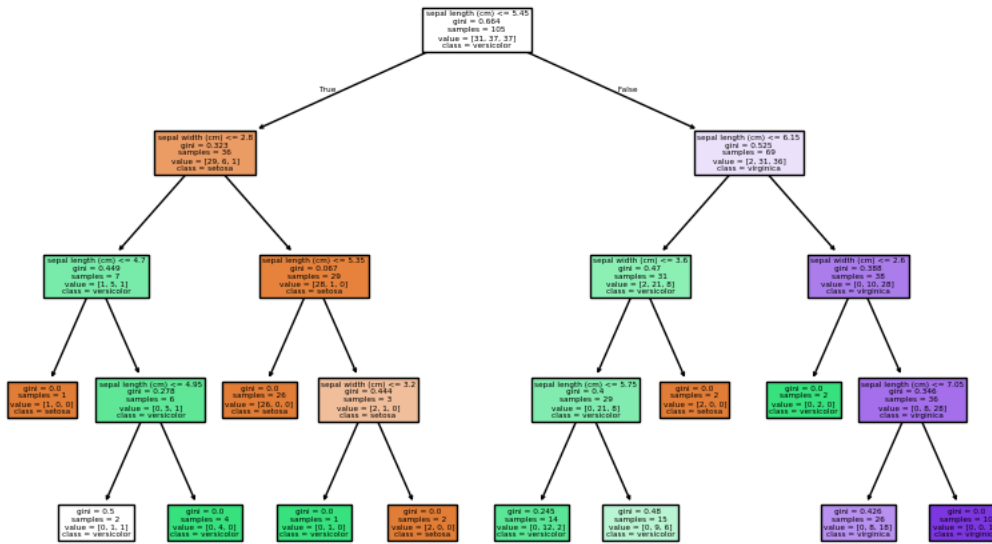 sepal length (cm) <= 5.45
gini = 0.664
samples = 105
value = [31, 37, 37]
class = versicolor
True
False
sepal width (cm) <= 2.8
gini = 0.323
samples = 36
value = [29, 6, 1]
class = setosa
sepal length (cm) <= 6.15
gini = 0.525
samples = 69
value = [2, 31, 36]
class = virginica
sepal length (cm) <= 4.7
gini = 0.449
samples = 7
value = [1, 5, 1]
class = versicolor
sepal length (cm) <= 5.35
gini = 0.067
samples = 29
value = [28, 1, 0]
class = setosa
sepal width (cm) <= 3.6
gini = 0.47
samples = 31
value = [2, 21, 8]
class = versicolor
sepal width (cm) <= 2.6
gini = 0.388
samples = 38
value = [0, 10, 28]
class = virginica
gini = 0.0
samples = 1
value = [1, 0, 0]
class = setosa
sepal length (cm) <= 4.95
gini = 0.278
samples = 6
value = [0, 5, 1]
class = versicolor
gini = 0.0
samples = 26
value = [26, 0, 0]
class = setosa
sepal width (cm) <= 3.2
gini = 0.444
samples = 3
value = [2, 1, 0]
class = setosa
sepal length (cm) <= 5.75
gini = 0.4
samples = 29
value = [0, 21, 8]
class = versicolor
gini = 0.0
samples = 2
value = [2, 0, 0]
class = setosa
gini = 0.0
samples = 2
value = [0, 2, 0]
class = versicolor
sepal length (cm) <= 7.05
gini = 0.346
samples = 36
value = [0, 8, 28]
class = virginica
gini = 0.5
samples = 2
value = [0, 1, 1]
class = versicolor
gini = 0.0
samples = 4
value = [0, 4, 0]
class = versicolor
gini = 0.0
samples = 1
value = [0, 1, 0]
class = versicolor
gini = 0.0
samples = 2
value = [2, 0, 0]
class = setosa
gini = 0.245
samples = 14
value = [0, 12, 2]
class = versicolor
gini = 0.48
samples = 15
value = [0, 9, 6]
class = versicolor
gini = 0.426
samples = 26
value = [0, 8, 18]
class = virginica
gini = 0.0
samples = 10
value = [0, 0,
class = virginica